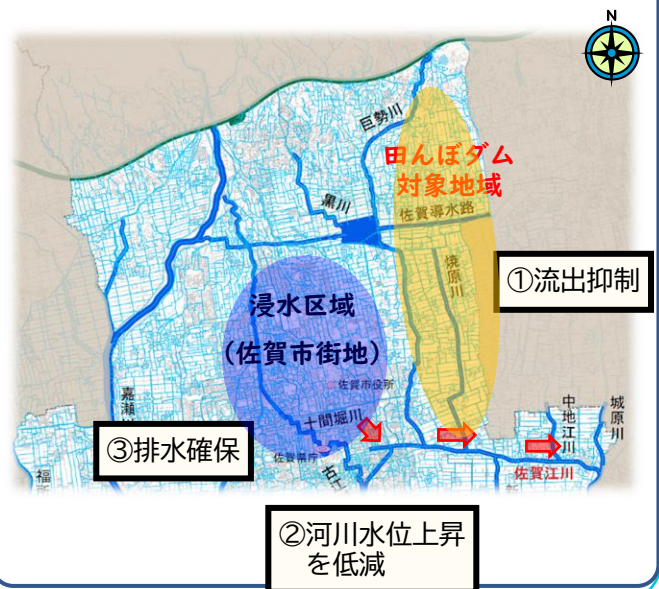 N
巨勢川
田んぼダム
対象地域
黒川
佐賀導水路
焼原川
①流出抑制
浸水区域
(佐賀市街地)
佐賀市役所
嘉瀬
十間堀川
中地江川
城原川
③排水確保
佐賀県庁
佐賀江川
福
②河川水位上昇
を低減